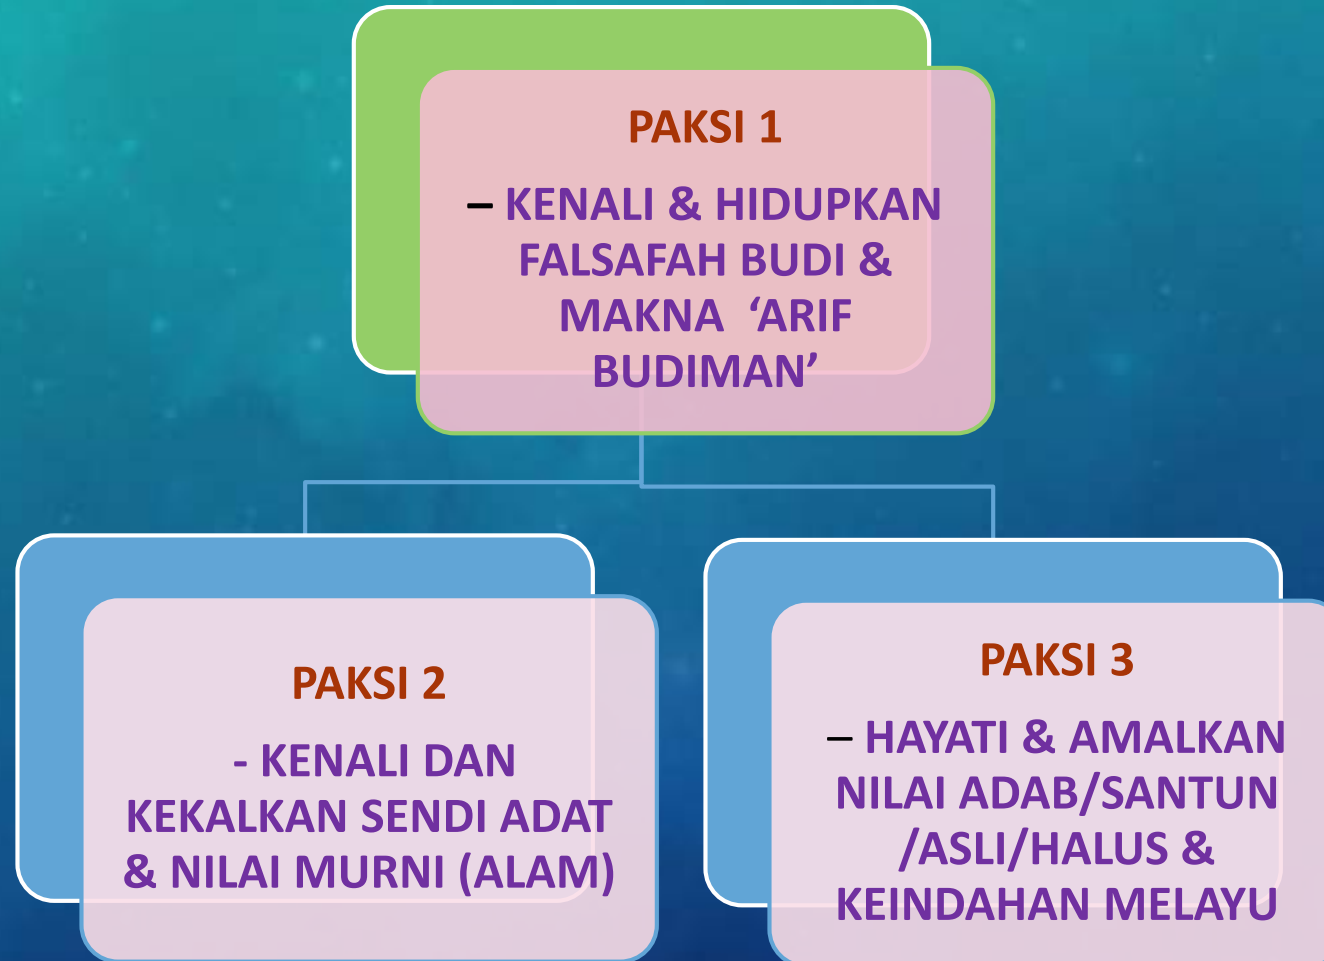 PAKSI 1
– KENALI & HIDUPKAN
FALSAFAH BUDI &
MAKNA ‘ARIF
BUDIMAN’
PAKSI 2
- KENALI DAN
KEKALKAN SENDI ADAT
& NILAI MURNI (ALAM)
PAKSI 3
– HAYATI & AMALKAN
NILAI ADAB/SANTUN
/ASLI/HALUS &
KEINDAHAN MELAYU